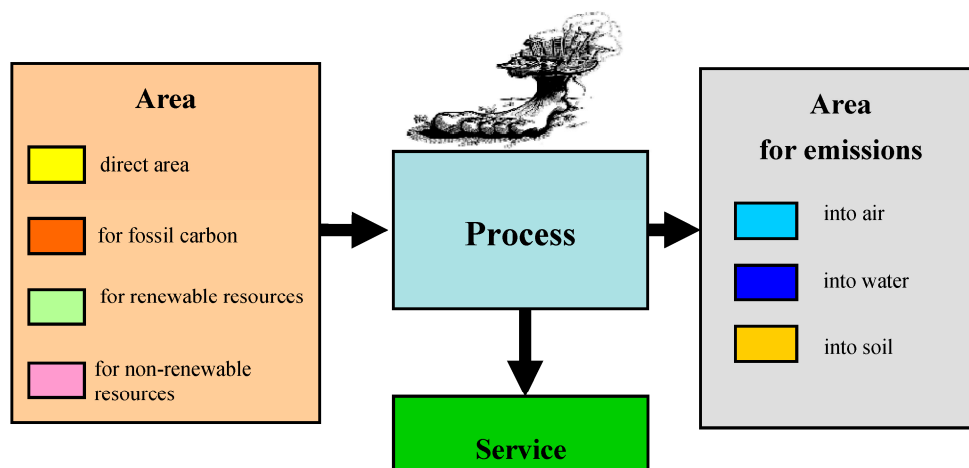 Area
direct area
for fossil carbon
for renewable resources
for non-renewable
resources
Process
Service
Area
for emissions
into air
into water
into soil